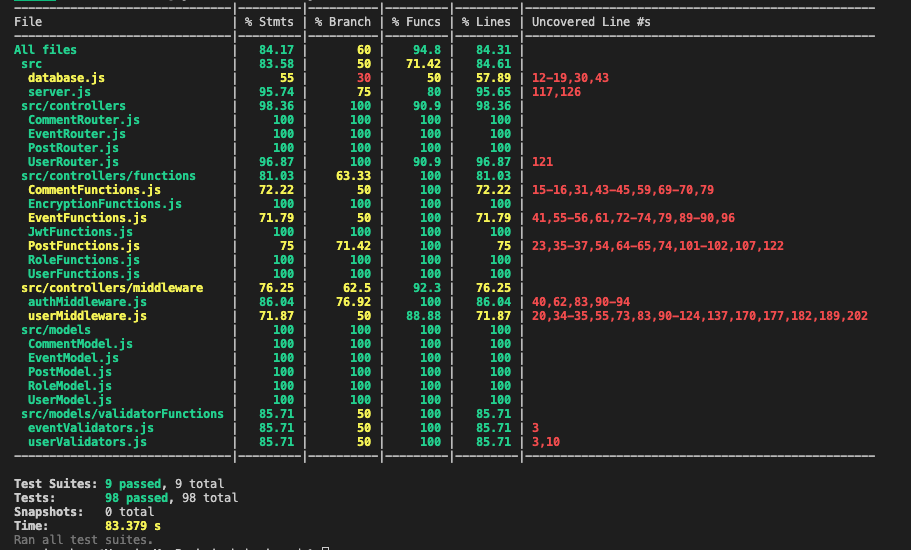 File | % Stmts | % Branch | % Funcs | % Lines | Uncovered Line #s
All files | 84.17 | 60 | 94.8 | 84.31 |
src | 83.58 | 50 | 71.42 | 84.61 |
database.js | 55 | 30 | 50 | 57.89 | 12-19,30,43
server.js | 95.74 | 75 | 80 | 95.65 | 117,126
src/controllers | 98.36 | 100 | 90.9 | 98.36 |
CommentRouter.js | 100 | 100 | 100 | 100 |
EventRouter.js | 100 | 100 | 100 | 100 |
PostRouter.js | 100 | 100 | 100 | 100 |
UserRouter.js | 96.87 | 100 | 90.9 | 96.87 | 121
src/controllers/functions | 81.03 | 63.33 | 100 | 81.03 |
CommentFunctions.js | 72.22 | 50 | 100 | 72.22 | 15-16,31,43-45,59,69-70,79
EncryptionFunctions.js | 100 | 100 | 100 | 100 |
EventFunctions.js | 71.79 | 50 | 100 | 71.79 | 41,55-56,61,72-74,79,89-90,96
JwtFunctions.js | 100 | 100 | 100 | 100 |
PostFunctions.js | 75 | 71.42 | 100 | 75 | 23,35-37,54,64-65,74,101-102,107,122
RoleFunctions.js | 100 | 100 | 100 | 100 |
UserFunctions.js | 100 | 100 | 100 | 100 |
src/controllers/middleware | 76.25 | 62.5 | 92.3 | 76.25 |
authMiddleware.js | 86.04 | 76.92 | 100 | 86.04 | 40,62,83,90-94
userMiddleware.js | 71.87 | 50 | 88.88 | 71.87 | 20,34-35,55,73,83,90-124,137,170,177,182,189,202
src/models | 100 | 100 | 100 | 100 |
CommentModel.js | 100 | 100 | 100 | 100 |
EventModel.js | 100 | 100 | 100 | 100 |
PostModel.js | 100 | 100 | 100 | 100 |
RoleModel.js | 100 | 100 | 100 | 100 |
UserModel.js | 100 | 100 | 100 | 100 |
src/models/validatorFunctions | 85.71 | 50 | 100 | 85.71 |
eventValidators.js | 85.71 | 50 | 100 | 85.71 | 3
userValidators.js | 85.71 | 50 | 100 | 85.71 | 3,10
Test Suites: 9 passed, 9 total
Tests: 98 passed, 98 total
Snapshots: 0 total
Time: 83.379 s
Ran all test suites.